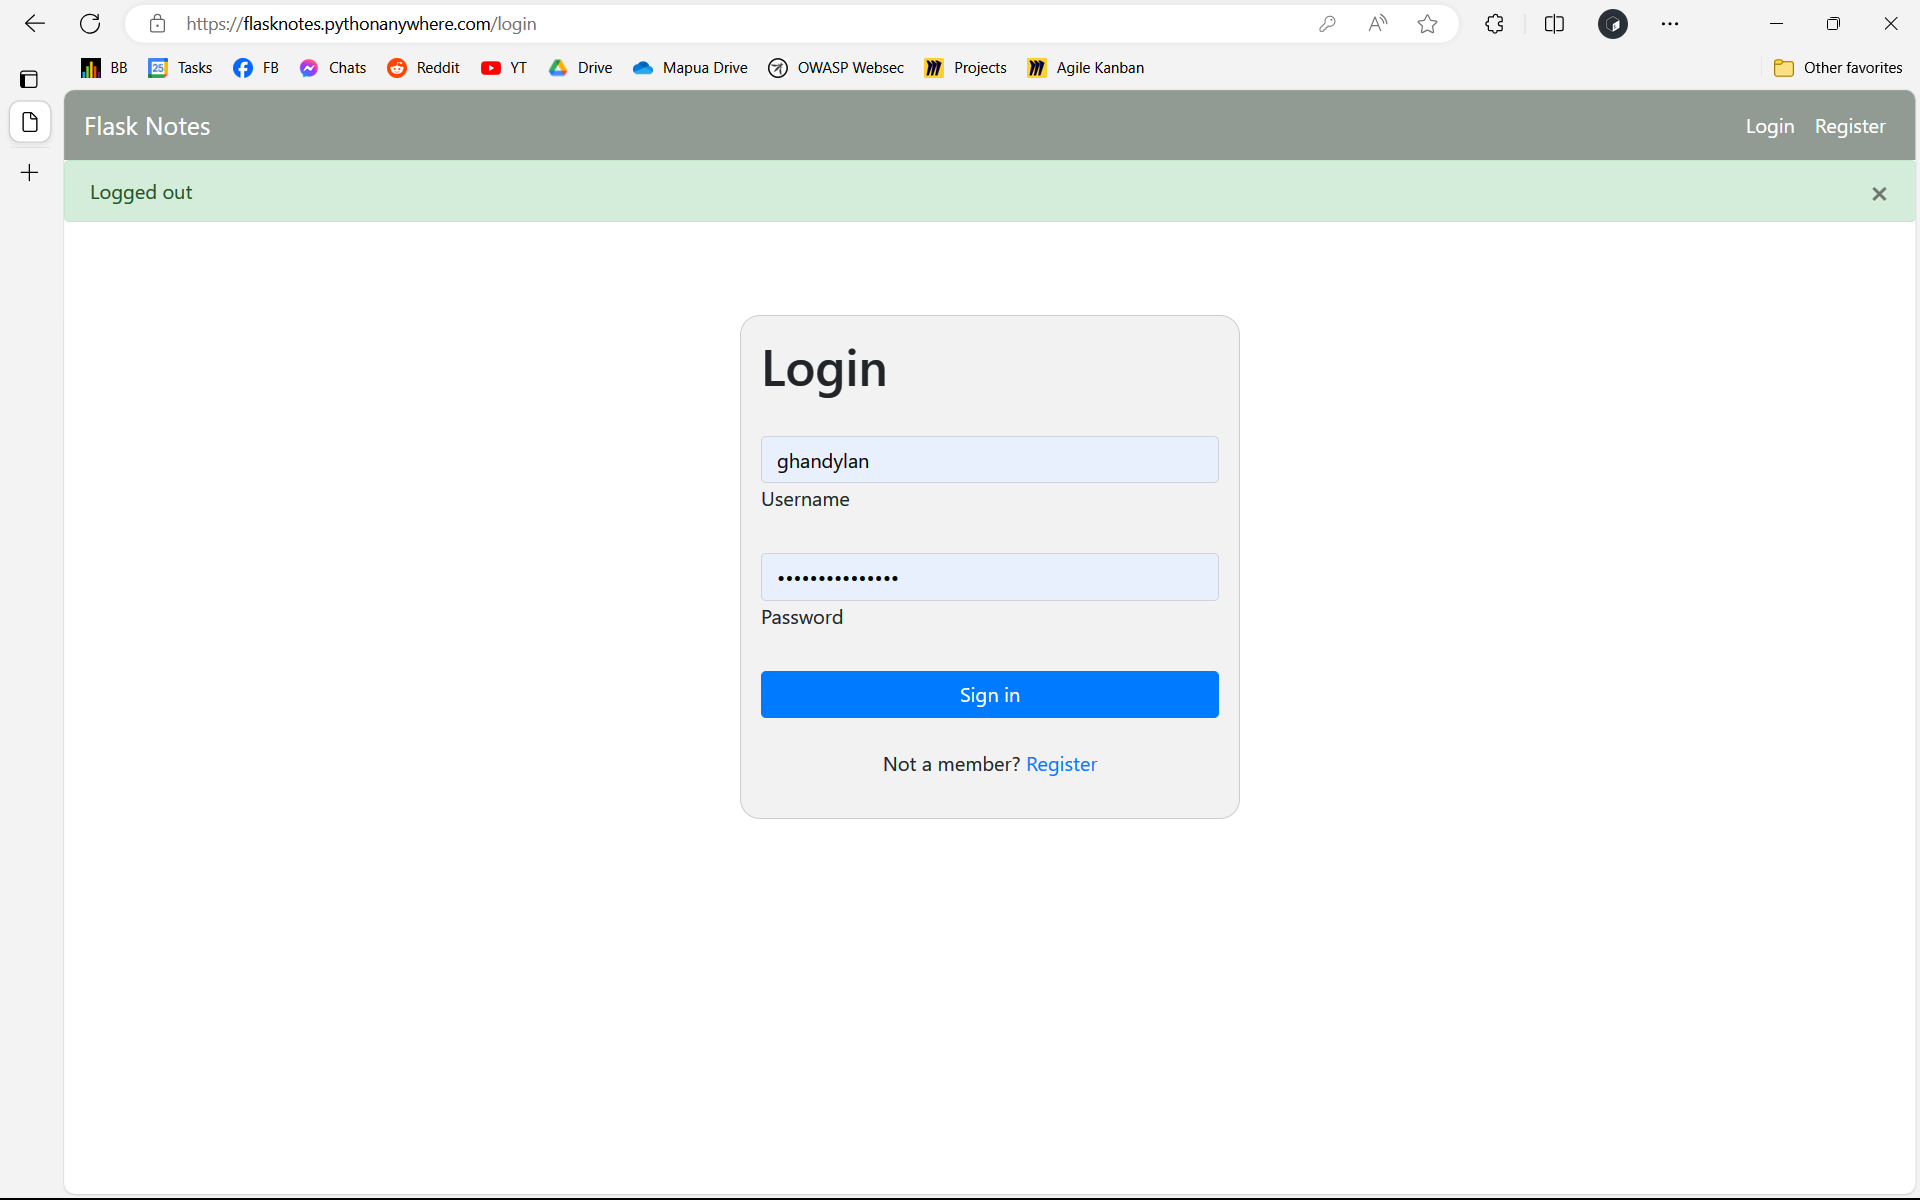 https://flasknotes.pythonanywhere.com/login
BB
25 Tasks
FB
Chats
Reddit
YT
Drive
Mapua Drive
OWASP Websec
Projects
Agile Kanban
Other favorites
Flask Notes
Login Register
Logged out
Login
ghandylan
Username
•••••••••••••••
Password
Sign in
Not a member? Register